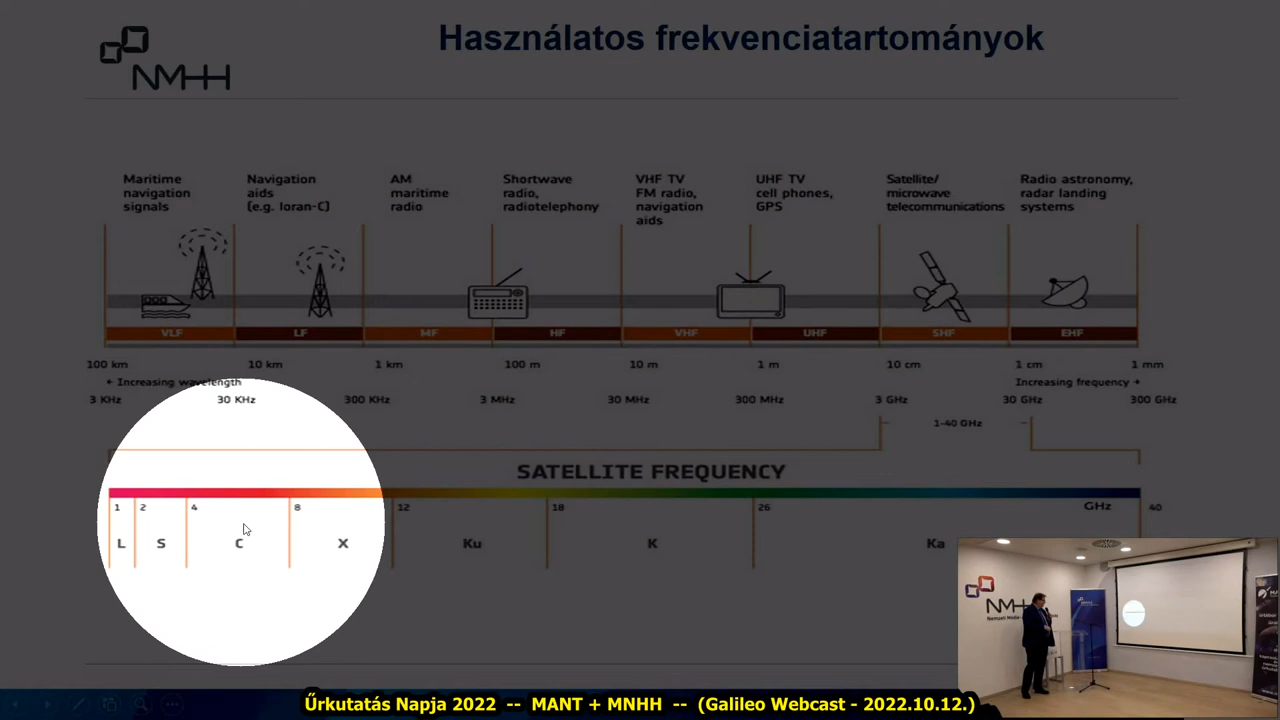 NMHH
Használatos frekvenciatartományok
Maritime navigation signals
Navigation aids (e.g. loran-C)
AM maritime radio
Shortwave radio, radiotelephony
VHF TV FM radio, navigation aids
UHF TV cell phones, GPS
Satellite/ microwave telecommunications
Radio astronomy, radar landing systems
VLF LF MF HF VHF UHF SHF EHF
100 km 10 km 1 km 100 m 10 m 1 m 10 cm 1 cm 1 mm
Increasing wavelength Increasing frequency
3 KHz 30 KHz 300 KHz 3 MHz 30 MHz 300 MHz 3 GHz 30 GHz 300 GHz
1-40 GHz
SATELLITE FREQUENCY
1 2 4 8 12 18 26 GHz 40
L S C X Ku K Ka
NMHH
Nemzeti Média-
Űrkutatás Napja 2022 -- MANT + MNHH -- (Galileo Webcast - 2022.10.12.)